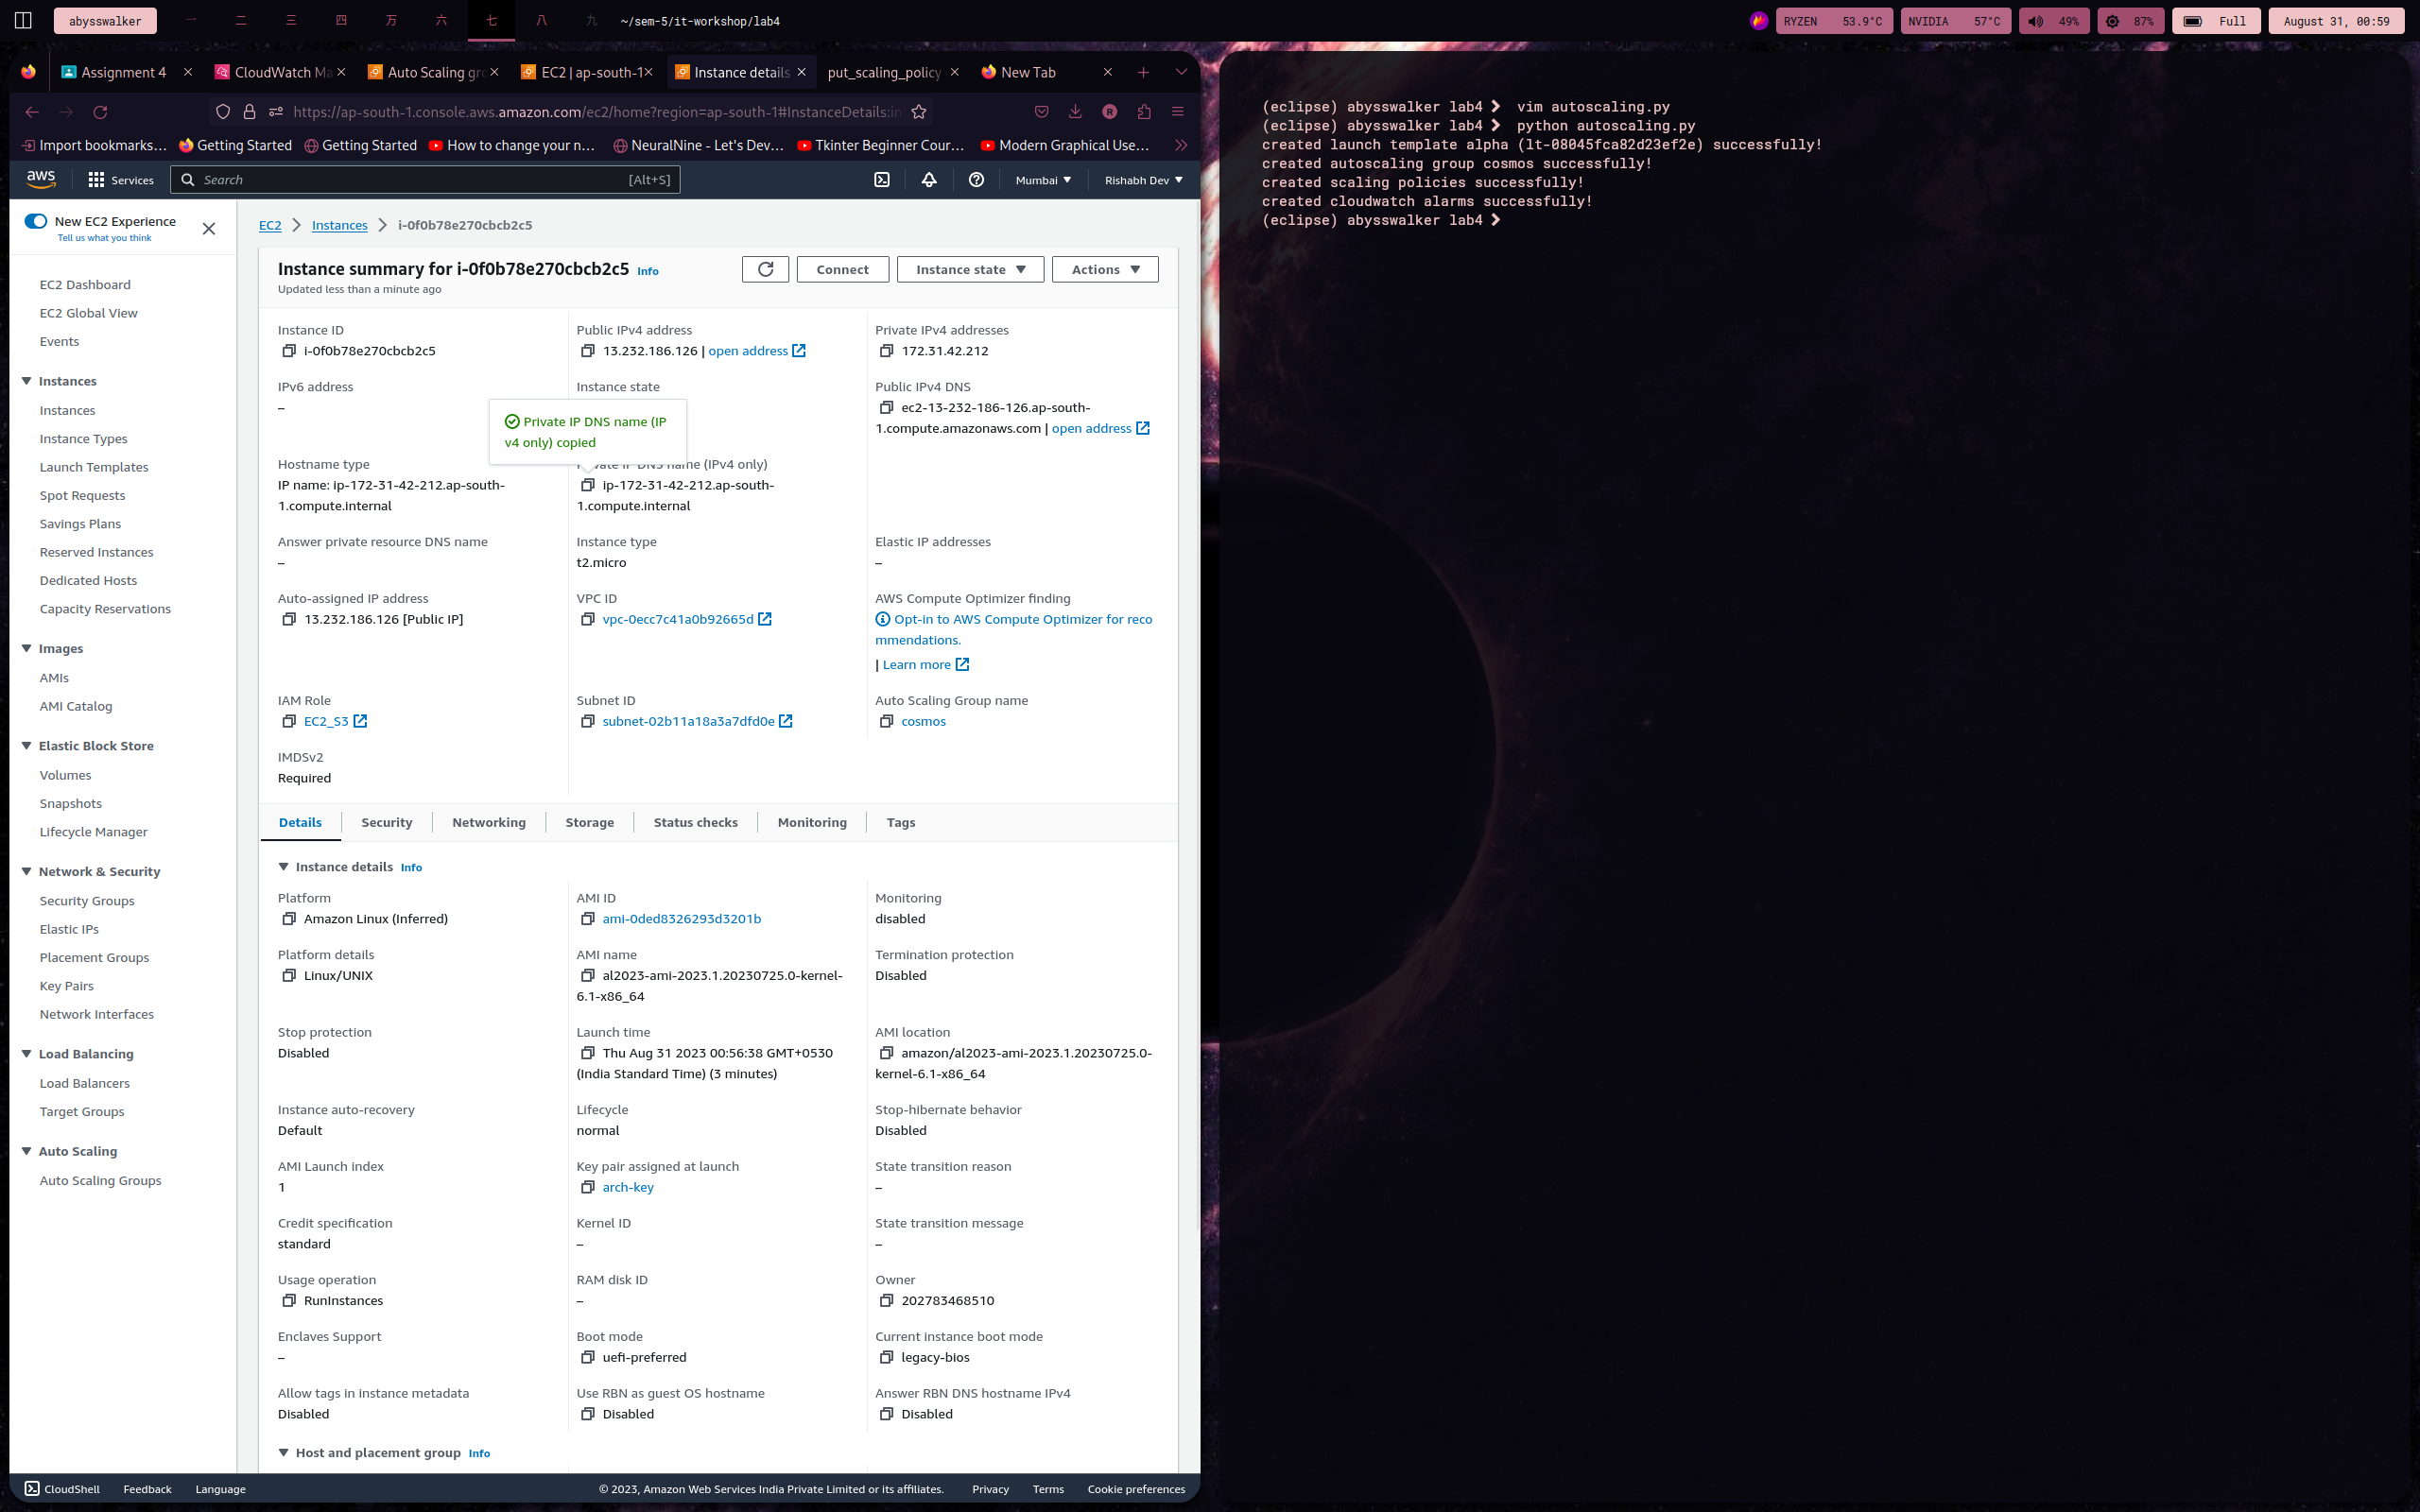 abysswalker 一 二 三 四 万 六 七 八 九 ~/sem-5/it-workshop/lab4 RYZEN 53.9°C NVIDIA 57°C 49% 87% Full August 31, 00:59
Assignment 4 CloudWatch Ma Auto Scaling gr EC2 | ap-south-1 Instance details put_scaling_policy New Tab
https://ap-south-1.console.aws.amazon.com/ec2/home?region=ap-south-1#InstanceDetails:in
Import bookmarks... Getting Started Getting Started How to change your n... NeuralNine - Let's Dev... Tkinter Beginner Cour... Modern Graphical Use...
aws Services Search [Alt+S] Mumbai Rishabh Dev
New EC2 Experience
Tell us what you think
EC2 Dashboard
EC2 Global View
Events
Instances
Instances
Instance Types
Launch Templates
Spot Requests
Savings Plans
Reserved Instances
Dedicated Hosts
Capacity Reservations
Images
AMIs
AMI Catalog
Elastic Block Store
Volumes
Snapshots
Lifecycle Manager
Network & Security
Security Groups
Elastic IPs
Placement Groups
Key Pairs
Network Interfaces
Load Balancing
Load Balancers
Target Groups
Auto Scaling
Auto Scaling Groups
EC2 Instances i-0f0b78e270cbcb2c5
Instance summary for i-0f0b78e270cbcb2c5 Info Connect Instance state Actions
Updated less than a minute ago
Instance ID
i-0f0b78e270cbcb2c5
Public IPv4 address
13.232.186.126 | open address
Private IPv4 addresses
172.31.42.212
IPv6 address
–
Instance state
Public IPv4 DNS
ec2-13-232-186-126.ap-south-
1.compute.amazonaws.com | open address
Private IP DNS name (IP
v4 only) copied
Hostname type
IP name: ip-172-31-42-212.ap-south-
1.compute.internal
Private IP DNS name (IPv4 only)
ip-172-31-42-212.ap-south-
1.compute.internal
Answer private resource DNS name
–
Instance type
t2.micro
Elastic IP addresses
–
Auto-assigned IP address
13.232.186.126 [Public IP]
VPC ID
vpc-0ecc7c41a0b92665d
AWS Compute Optimizer finding
Opt-in to AWS Compute Optimizer for reco
mmendations.
| Learn more
IAM Role
EC2_S3
Subnet ID
subnet-02b11a18a3a7dfd0e
Auto Scaling Group name
cosmos
IMDSv2
Required
Details Security Networking Storage Status checks Monitoring Tags
Instance details Info
Platform
Amazon Linux (Inferred)
AMI ID
ami-0ded8326293d3201b
Monitoring
disabled
Platform details
Linux/UNIX
AMI name
al2023-ami-2023.1.20230725.0-kernel-
6.1-x86_64
Termination protection
Disabled
Stop protection
Disabled
Launch time
Thu Aug 31 2023 00:56:38 GMT+0530
(India Standard Time) (3 minutes)
AMI location
amazon/al2023-ami-2023.1.20230725.0-
kernel-6.1-x86_64
Instance auto-recovery
Default
Lifecycle
normal
Stop-hibernate behavior
Disabled
AMI Launch index
1
Key pair assigned at launch
arch-key
State transition reason
–
Credit specification
standard
Kernel ID
–
State transition message
–
Usage operation
RunInstances
RAM disk ID
–
Owner
202783468510
Enclaves Support
–
Boot mode
uefi-preferred
Current instance boot mode
legacy-bios
Allow tags in instance metadata
Disabled
Use RBN as guest OS hostname
Disabled
Answer RBN DNS hostname IPv4
Disabled
Host and placement group Info
CloudShell Feedback Language © 2023, Amazon Web Services India Private Limited or its affiliates. Privacy Terms Cookie preferences
(eclipse) abysswalker lab4 vim autoscaling.py
(eclipse) abysswalker lab4 python autoscaling.py
created launch template alpha (lt-08045fca82d23ef2e) successfully!
created autoscaling group cosmos successfully!
created scaling policies successfully!
created cloudwatch alarms successfully!
(eclipse) abysswalker lab4